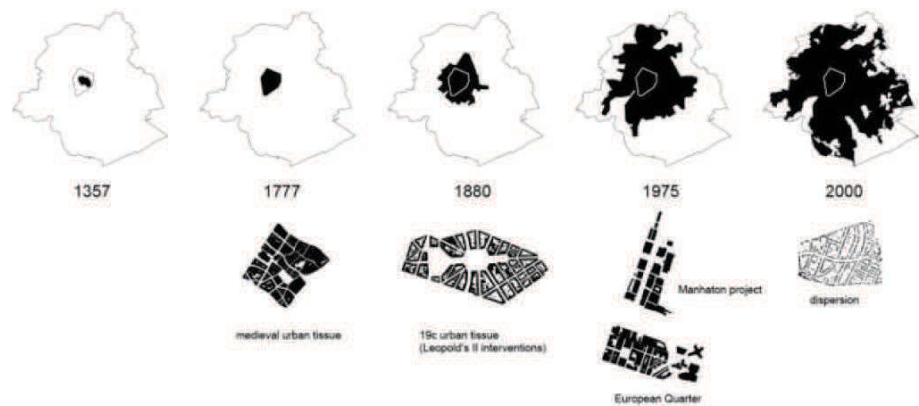 1357
1777
1880
1975
2000
medieval urban tissue
19c urban tissue
(Leopold's II interventions)
Manhaton project
dispersion
European Quarter